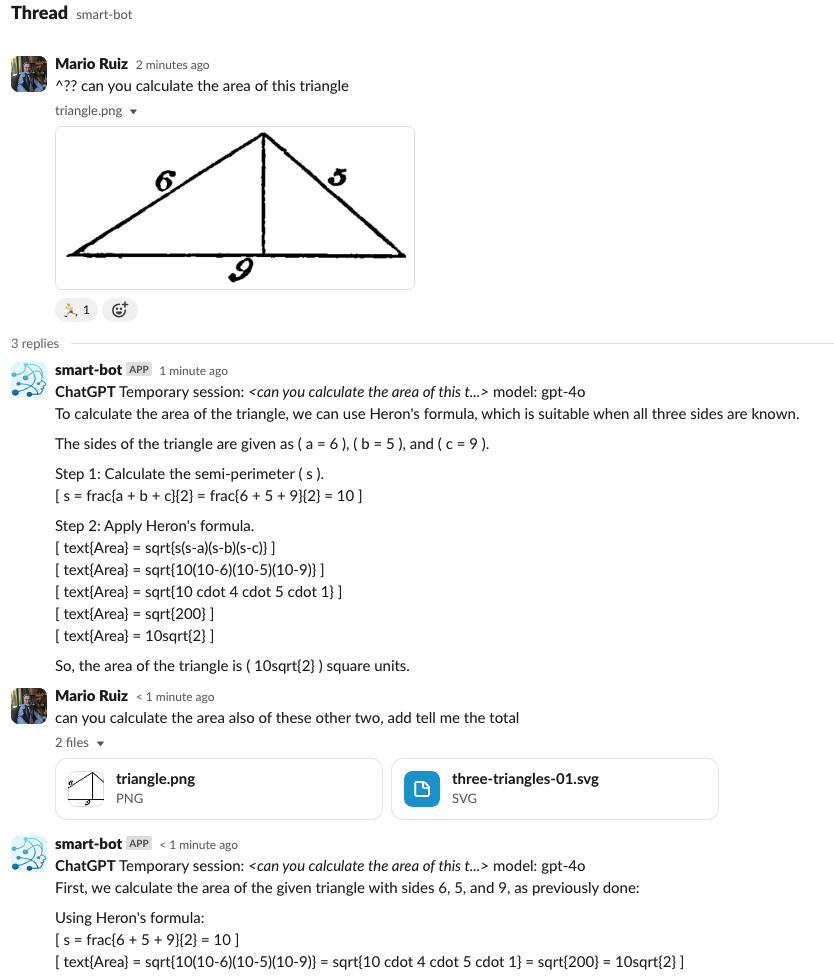 Thread smart-bot
Mario Ruiz 2 minutes ago
^?? can you calculate the area of this triangle
triangle.png
6
5
9
1
3 replies
smart-bot APP 1 minute ago
ChatGPT Temporary session: <can you calculate the area of this t...> model: gpt-4o
To calculate the area of the triangle, we can use Heron's formula, which is suitable when all three sides are known.
The sides of the triangle are given as ( a = 6 ), ( b = 5 ), and ( c = 9 ).
Step 1: Calculate the semi-perimeter ( s ).
[ s = frac{a + b + c}{2} = frac{6 + 5 + 9}{2} = 10 ]
Step 2: Apply Heron's formula.
[ text{Area} = sqrt{s(s-a)(s-b)(s-c)} ]
[ text{Area} = sqrt{10(10-6)(10-5)(10-9)} ]
[ text{Area} = sqrt{10 cdot 4 cdot 5 cdot 1} ]
[ text{Area} = sqrt{200} ]
[ text{Area} = 10sqrt{2} ]
So, the area of the triangle is ( 10sqrt{2} ) square units.
Mario Ruiz < 1 minute ago
can you calculate the area also of these other two, add tell me the total
2 files
triangle.png
PNG
three-triangles-01.svg
SVG
smart-bot APP < 1 minute ago
ChatGPT Temporary session: <can you calculate the area of this t...> model: gpt-4o
First, we calculate the area of the given triangle with sides 6, 5, and 9, as previously done:
Using Heron's formula:
[ s = frac{6 + 5 + 9}{2} = 10 ]
[ text{Area} = sqrt{10(10-6)(10-5)(10-9)} = sqrt{10 cdot 4 cdot 5 cdot 1} = sqrt{200} = 10sqrt{2} ]